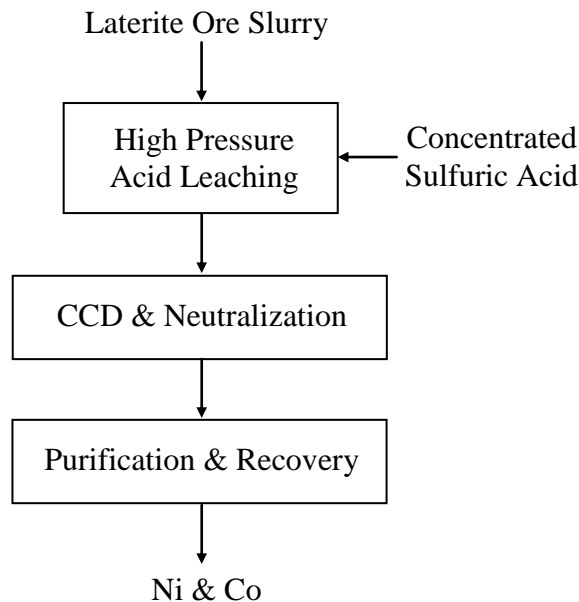 Laterite Ore Slurry
High Pressure
Acid Leaching
Concentrated
Sulfuric Acid
CCD & Neutralization
Purification & Recovery
Ni & Co